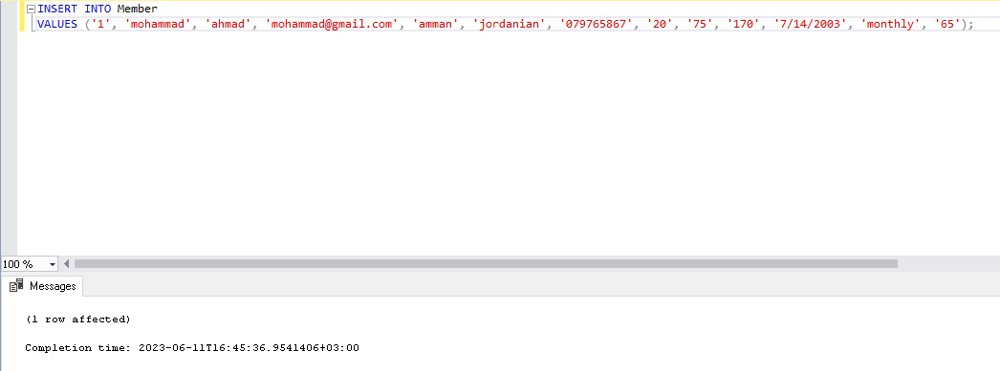 INSERT INTO Member
VALUES ('1', 'mohammad', 'ahmad', 'mohammad@gmail.com', 'amman', 'jordanian', '079765867', '20', '75', '170', '7/14/2003', 'monthly', '65');
100 %
Messages
(1 row affected)
Completion time: 2023-06-11T16:45:36.9541406+03:00